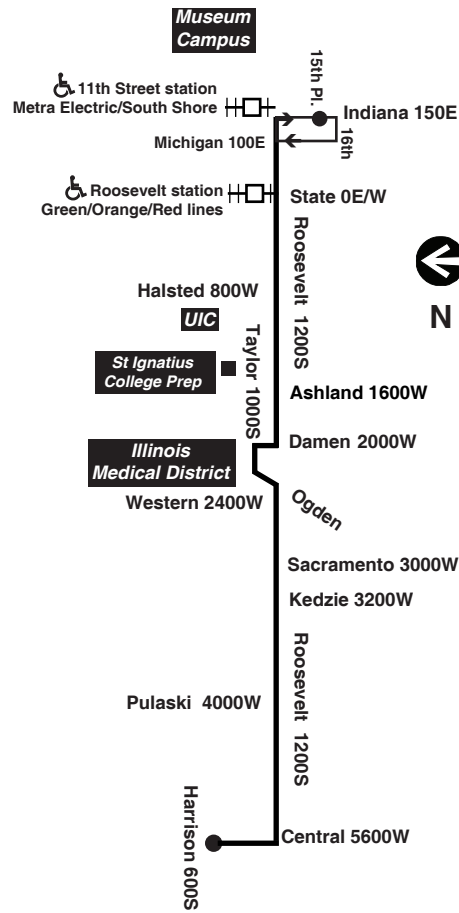 Museum
Campus
11th Street station
Metra Electric/South Shore
15th Pl.
Indiana 150E
Michigan 100E
16th
Roosevelt station
Green/Orange/Red lines
State 0E/W
Roosevelt 1200S
N
Halsted 800W
UIC
Taylor 1000S
St Ignatius
College Prep
Ashland 1600W
Illinois
Medical District
Damen 2000W
Western 2400W
Ogden
Sacramento 3000W
Kedzie 3200W
Roosevelt 1200S
Pulaski 4000W
Harrison 600S
Central 5600W